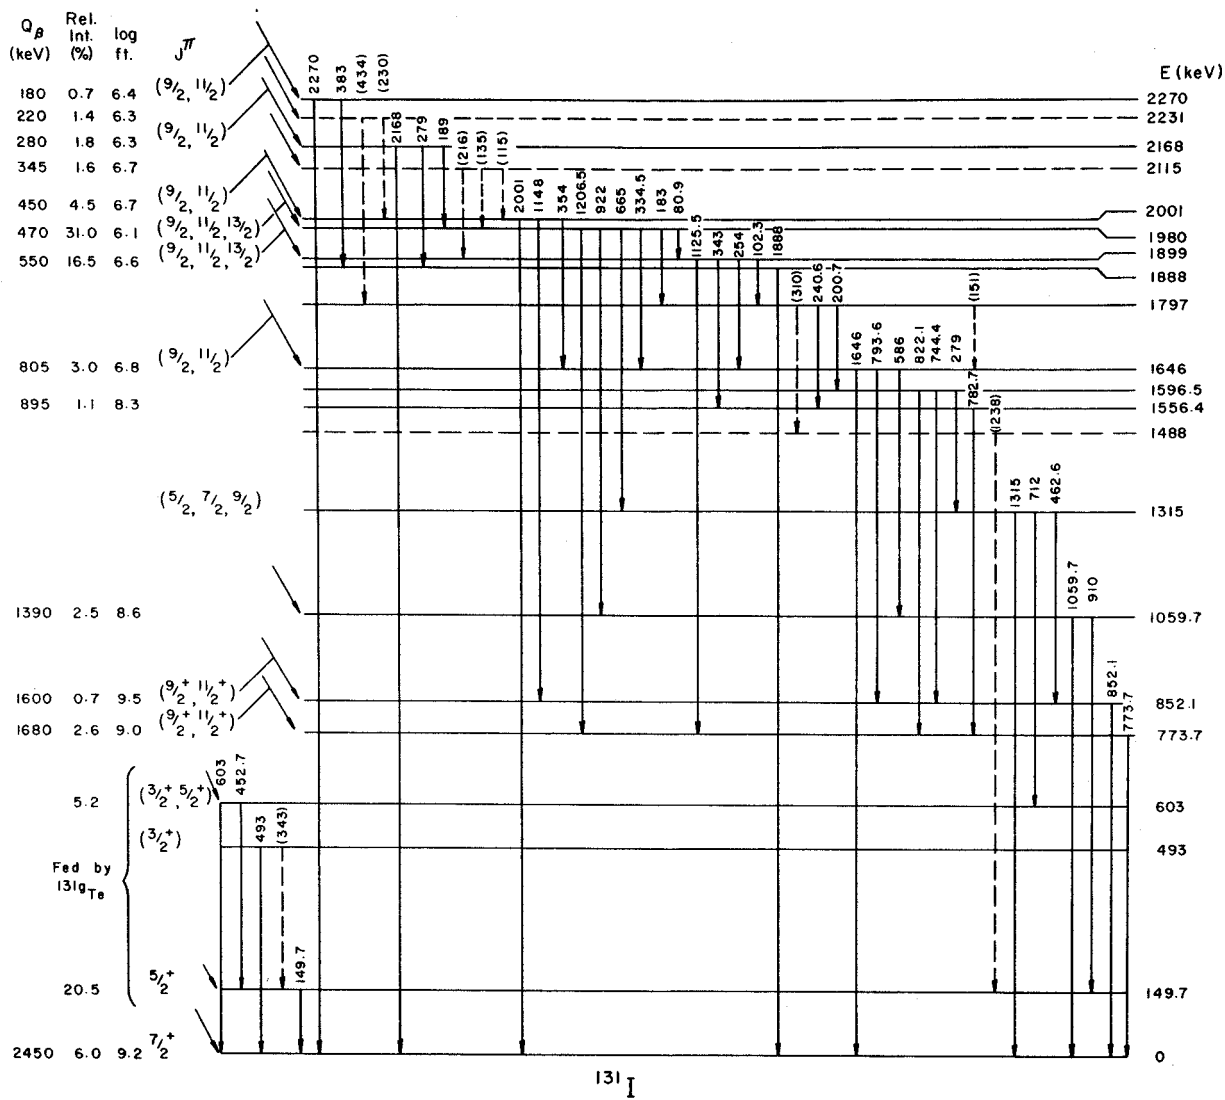 Qβ Rel. Int. (%) log ft. J^π E (keV)
(keV)
2270 383 (434) (230)
180 0.7 6.4 (9/2, 11/2) 2270
220 1.4 6.3 2231
2168 279 189
280 1.8 6.3 (9/2, 11/2) 2168
(216) (135) (115)
345 1.6 6.7 2115
2001 114.8 354 1206.5 922 665 334.5 183 80.9
450 4.5 6.7 (9/2, 11/2) 2001
470 31.0 6.1 (9/2, 11/2, 13/2) 1980
1125.5 343 254 102.3 1888
550 16.5 6.6 (9/2, 11/2, 13/2) 1899
1888
(310) 240.6 200.7 (151)
1797
1646 793.6 586 822.1 744.4 279
805 3.0 6.8 (9/2, 11/2) 1646
1596.5
782.7
895 1.1 8.3 1556.4
(1238)
1488
1315 712 462.6
(5/2, 7/2, 9/2) 1315
1059.7 910
1390 2.5 8.6 1059.7
852.1
1600 0.7 9.5 (9/2+ 11/2+) 852.1
773.7
1680 2.6 9.0 (9/2+ 11/2+) 773.7
603 452.7
5.2 (3/2+, 5/2+) 603
493 (343)
(3/2+) 493
Fed by
131g Te
149.7
20.5 5/2+ 149.7
2450 6.0 9.2 7/2+ 0
131 I